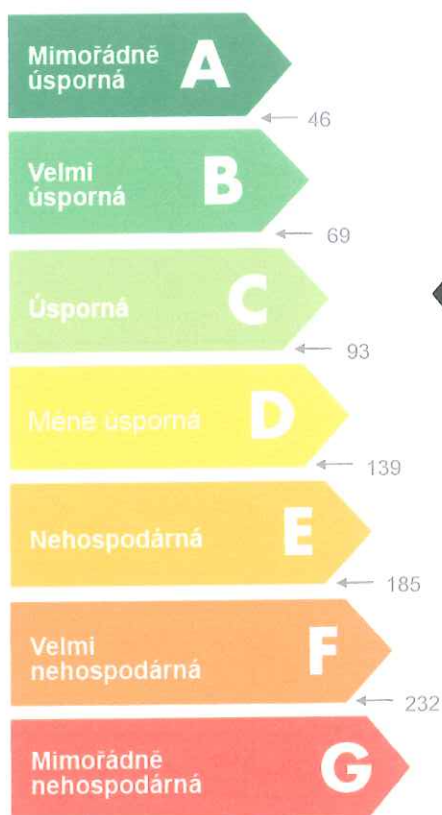 Mimořádně
úsporná
A
46
Velmi
úsporná
B
69
Úsporná
C
93
Méně úsporná
D
139
Nehospodárná
E
185
Velmi
nehospodárná
F
232
Mimořádně
nehospodárná
G